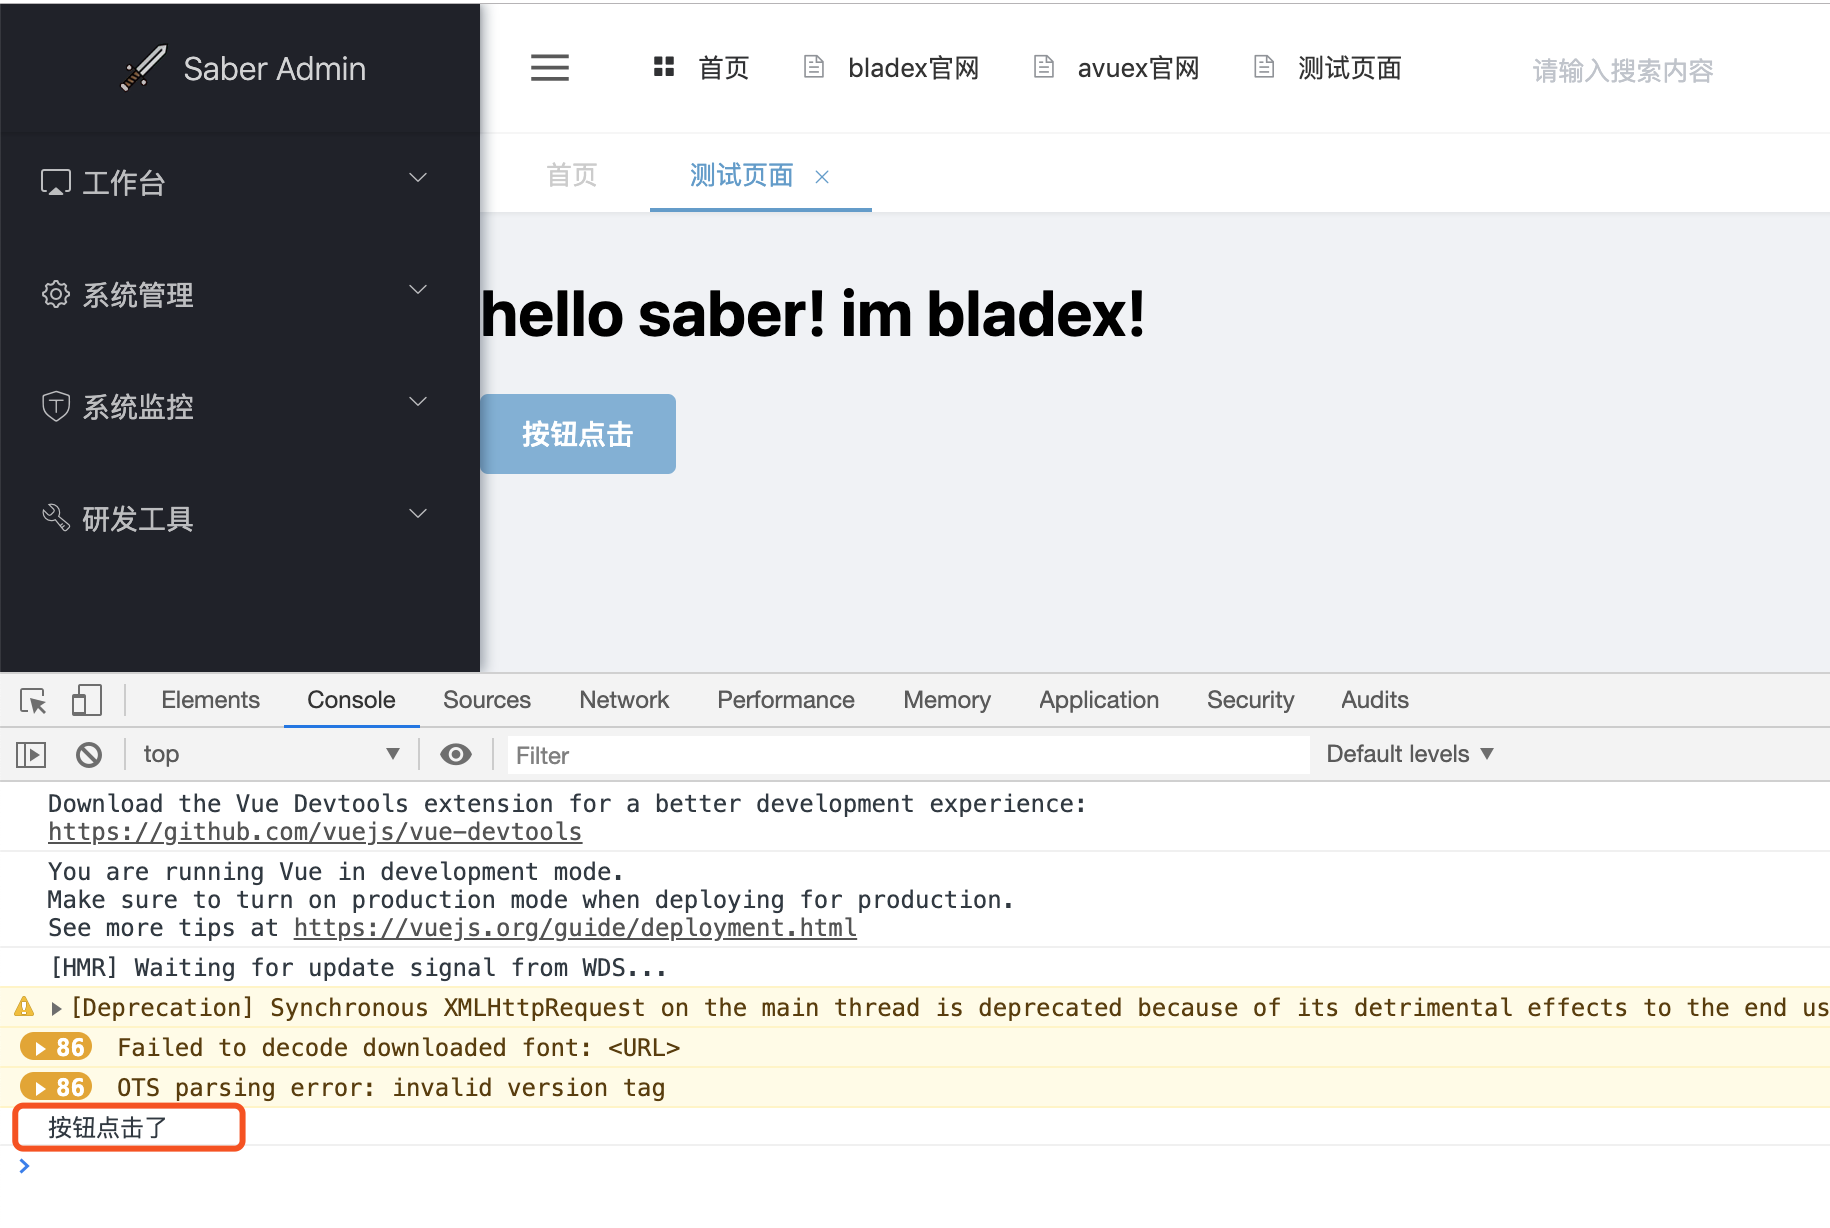 Saber Admin
首页
bladex官网
avuex官网
测试页面
请输入搜索内容
工作台
系统管理
系统监控
研发工具
首页
测试页面
hello saber! im bladex!
按钮点击
Elements
Console
Sources
Network
Performance
Memory
Application
Security
Audits
top
Filter
Default levels
Download the Vue Devtools extension for a better development experience:
https://github.com/vuejs/vue-devtools
You are running Vue in development mode.
Make sure to turn on production mode when deploying for production.
See more tips at https://vuejs.org/guide/deployment.html
[HMR] Waiting for update signal from WDS...
[Deprecation] Synchronous XMLHttpRequest on the main thread is deprecated because of its detrimental effects to the end us
86 Failed to decode downloaded font: <URL>
86 OTS parsing error: invalid version tag
按钮点击了